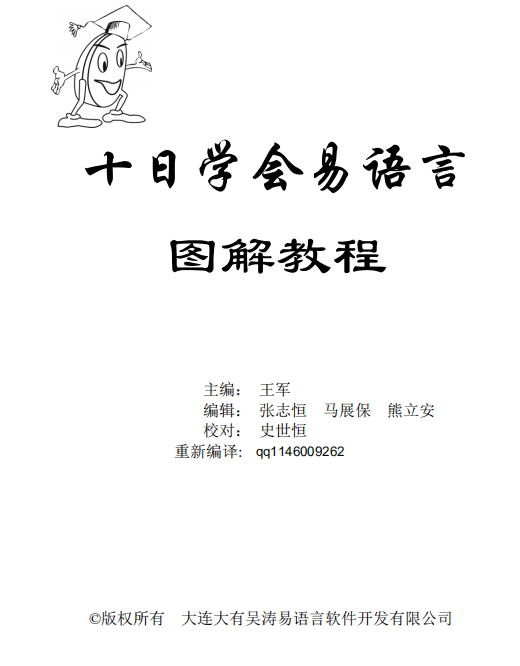 十日学会易语言
图解教程
主编： 王军
编辑： 张志恒 马展保 熊立安
校对： 史世恒
重新编译: qq1146009262
©版权所有 大连大有吴涛易语言软件开发有限公司